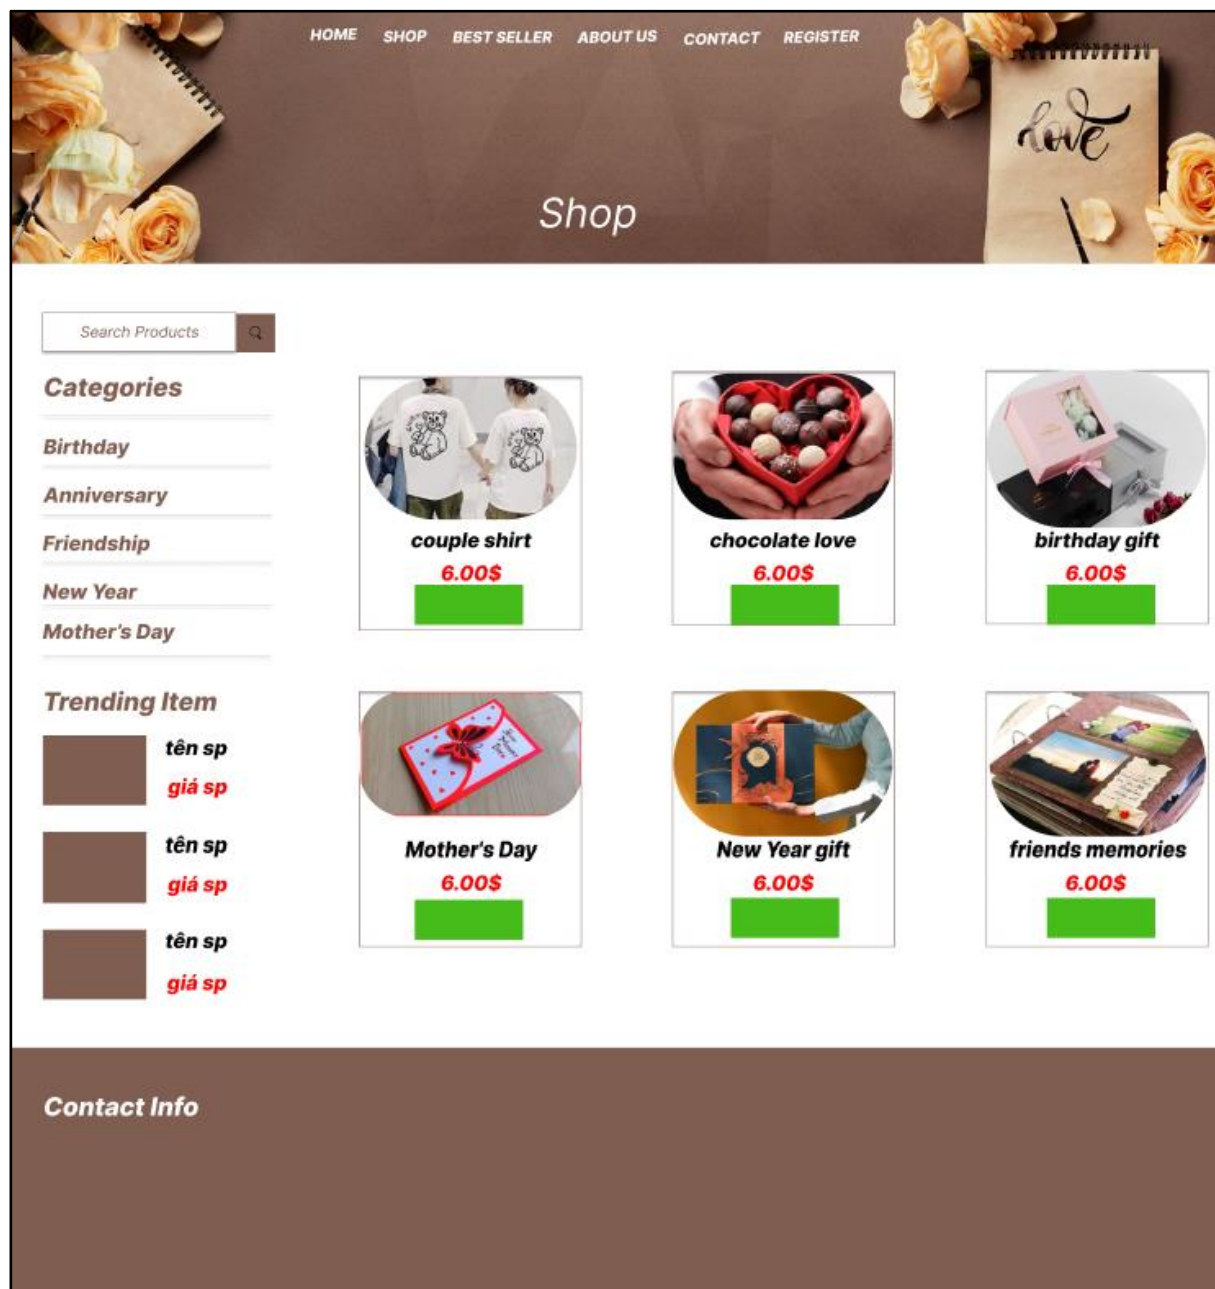 HOME SHOP BEST SELLER ABOUT US CONTACT REGISTER
love
Shop
Search Products
Categories
Birthday
Anniversary
Friendship
New Year
Mother's Day
Trending Item
tên sp
giá sp
tên sp
giá sp
tên sp
giá sp
couple shirt
6.00$
chocolate love
6.00$
birthday gift
6.00$
Mother's Day
6.00$
New Year gift
6.00$
friends memories
6.00$
Contact Info